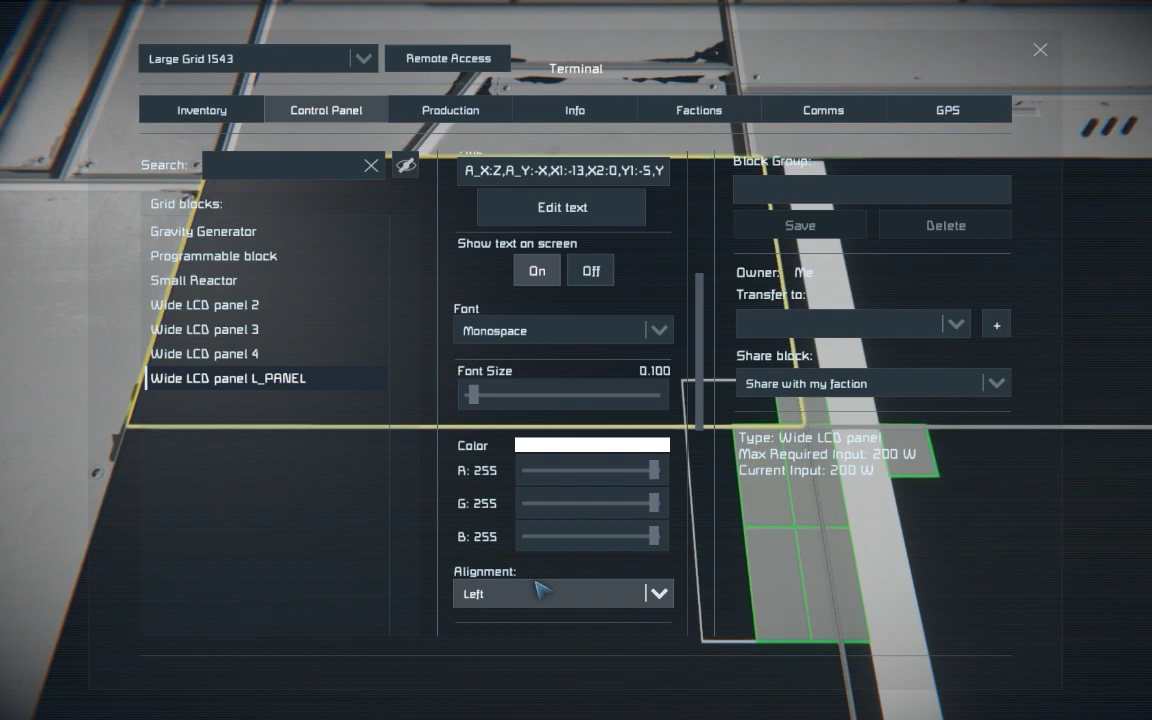 Large Grid 1543
Remote Access
Terminal
Inventory
Control Panel
Production
Info
Factions
Comms
GPS
Search:
Grid blocks:
Gravity Generator
Programmable block
Small Reactor
Wide LCD panel 2
Wide LCD panel 3
Wide LCD panel 4
Wide LCD panel L_PANEL
A_X:Z,A_Y:-X,X1:-13,X2:0,Y1:-5,Y
Edit text
Show text on screen
On
Off
Font
Monospace
Font Size 0.100
Color
R: 255
G: 255
B: 255
Alignment:
Left
Block Group:
Save
Delete
Owner: Me
Transfer to:
+
Share block:
Share with my faction
Type: Wide LCD panel
Max Required Input: 200 W
Current Input: 200 W